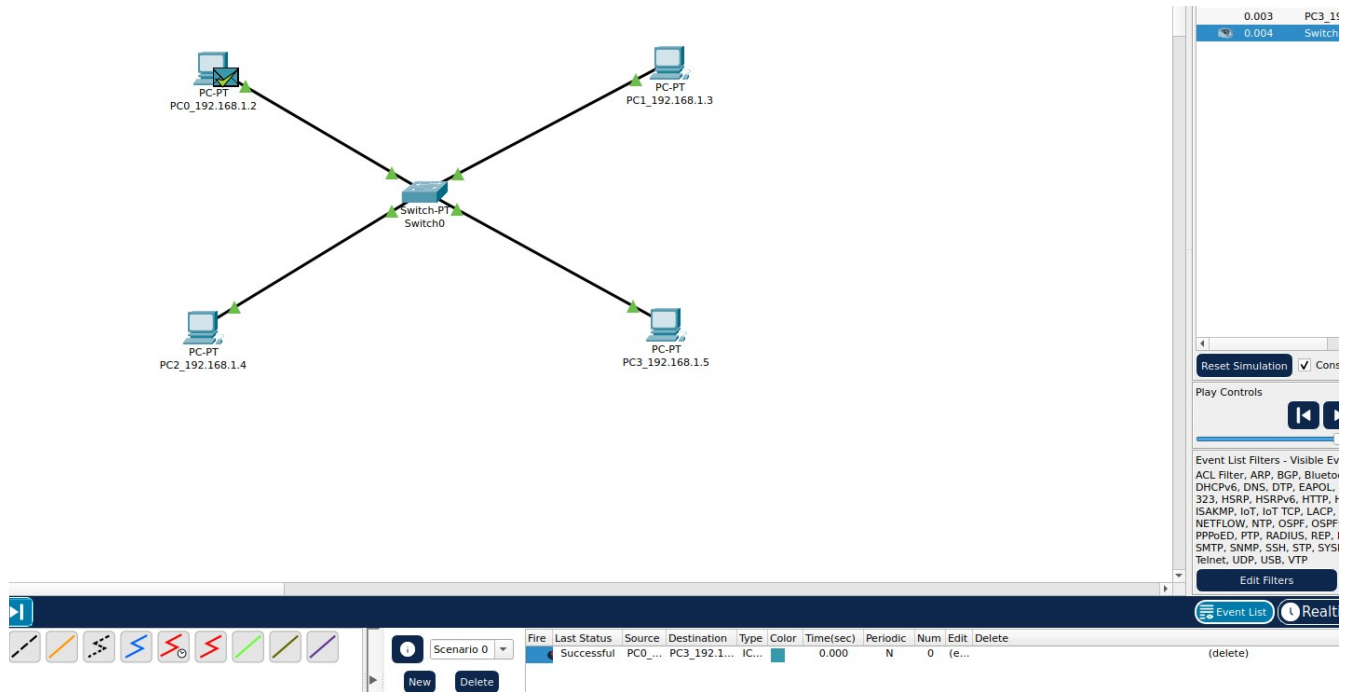 0.003 PC3_19
0.004 Switch
PC-PT
PC0_192.168.1.2
PC-PT
PC1_192.168.1.3
Switch-PT
Switch0
PC-PT
PC2_192.168.1.4
PC-PT
PC3_192.168.1.5
Reset Simulation Cons
Play Controls
Event List Filters - Visible Ev
ACL Filter, ARP, BGP, Blueto
DHCPv6, DNS, DTP, EAPOL,
323, HSRP, HSRPv6, HTTP, H
ISAKMP, IoT, IoT TCP, LACP,
NETFLOW, NTP, OSPF, OSPF
PPPoED, PTP, RADIUS, REP,
SMTP, SNMP, SSH, STP, SYSL
Telnet, UDP, USB, VTP
Edit Filters
Event List Realti
Scenario 0
New Delete
Fire Last Status Source Destination Type Color Time(sec) Periodic Num Edit Delete
Successful PC0_... PC3_192.1... IC... 0.000 N 0 (e... (delete)